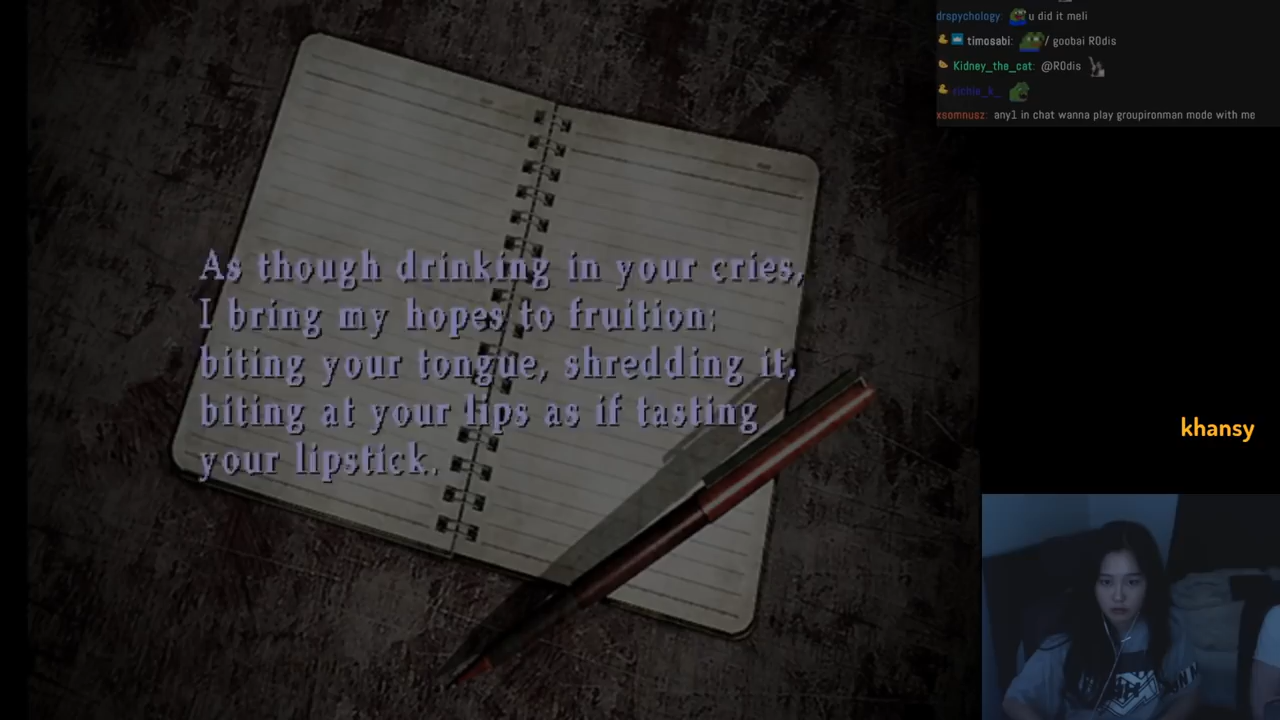 drspychology: u did it meli
timosabi: / goobai R0dis
Kidney_the_cat: @R0dis
richie_k_
xsomnusz: any1 in chat wanna play groupironman mode with me
As though drinking in your cries,
I bring my hopes to fruition:
biting your tongue, shredding it,
biting at your lips as if tasting
your lipstick.
khansy